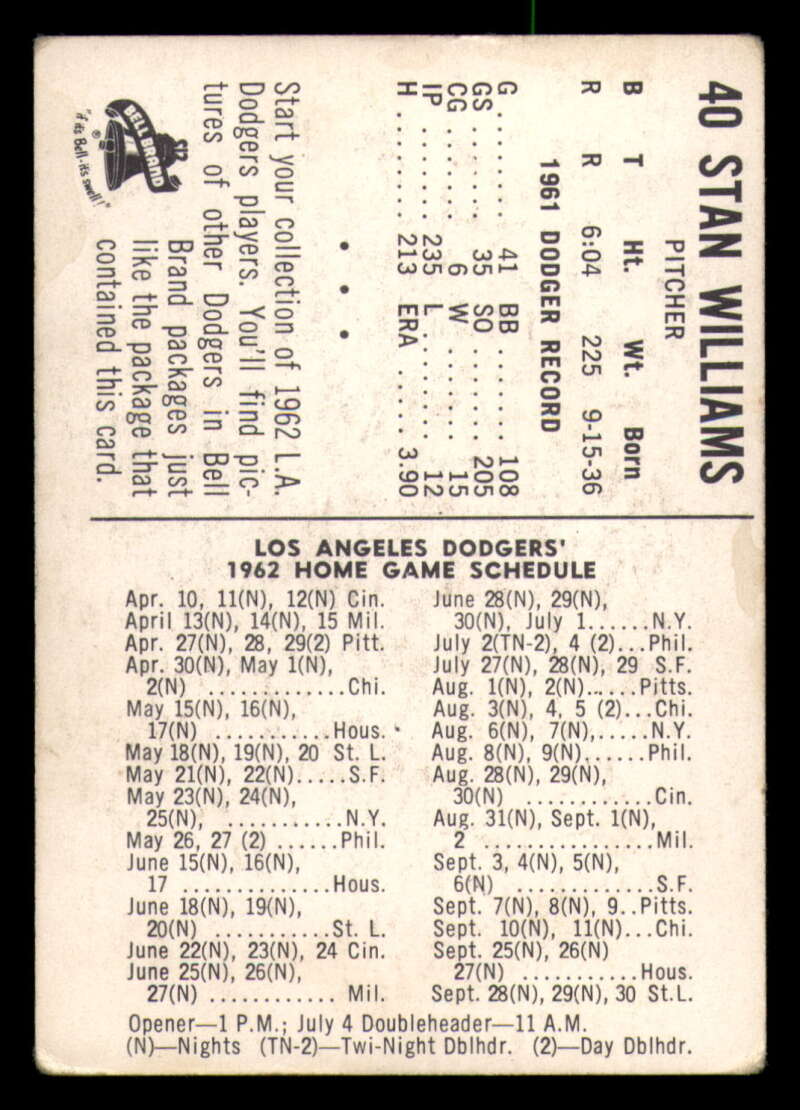 40 STAN WILLIAMS
PITCHER
B T Ht. Wt. Born
R R 6:04 225 9-15-36
1961 DODGER RECORD
G........ 41 BB ........ 108
GS ....... 35 SO ........ 205
CG ....... 6 W ......... 15
IP ....... 235 L ......... 12
H ........ 213 ERA ..... 3.90
• • •
Start your collection of 1962 L.A.
Dodgers players. You'll find pic-
tures of other Dodgers in Bell
Brand packages just
like the package that
contained this card.
BELL BRAND
®
"if it's Bell-it's swell!"
LOS ANGELES DODGERS'
1962 HOME GAME SCHEDULE
Apr. 10, 11(N), 12(N) Cin.
April 13(N), 14(N), 15 Mil.
Apr. 27(N), 28, 29(2) Pitt.
Apr. 30(N), May 1(N),
2(N) .............Chi.
May 15(N), 16(N),
17(N) ...........Hous.
May 18(N), 19(N), 20 St. L.
May 21(N), 22(N).....S.F.
May 23(N), 24(N),
25(N), ...........N.Y.
May 26, 27 (2) ......Phil.
June 15(N), 16(N),
17 ..............Hous.
June 18(N), 19(N),
20(N) ...........St. L.
June 22(N), 23(N), 24 Cin.
June 25(N), 26(N),
27(N) ............ Mil.
June 28(N), 29(N),
30(N), July 1......N.Y.
July 2(TN-2), 4 (2)...Phil.
July 27(N), 28(N), 29 S.F.
Aug. 1(N), 2(N).....Pitts.
Aug. 3(N), 4, 5 (2)...Chi.
Aug. 6(N), 7(N),.....N.Y.
Aug. 8(N), 9(N)......Phil.
Aug. 28(N), 29(N),
30(N) ............Cin.
Aug. 31(N), Sept. 1(N),
2 ................Mil.
Sept. 3, 4(N), 5(N),
6(N) .............S.F.
Sept. 7(N), 8(N), 9..Pitts.
Sept. 10(N), 11(N)...Chi.
Sept. 25(N), 26(N)
27(N) ...........Hous.
Sept. 28(N), 29(N), 30 St.L.
Opener—1 P.M.; July 4 Doubleheader—11 A.M.
(N)—Nights (TN-2)—Twi-Night Dblhdr. (2)—Day Dblhdr.